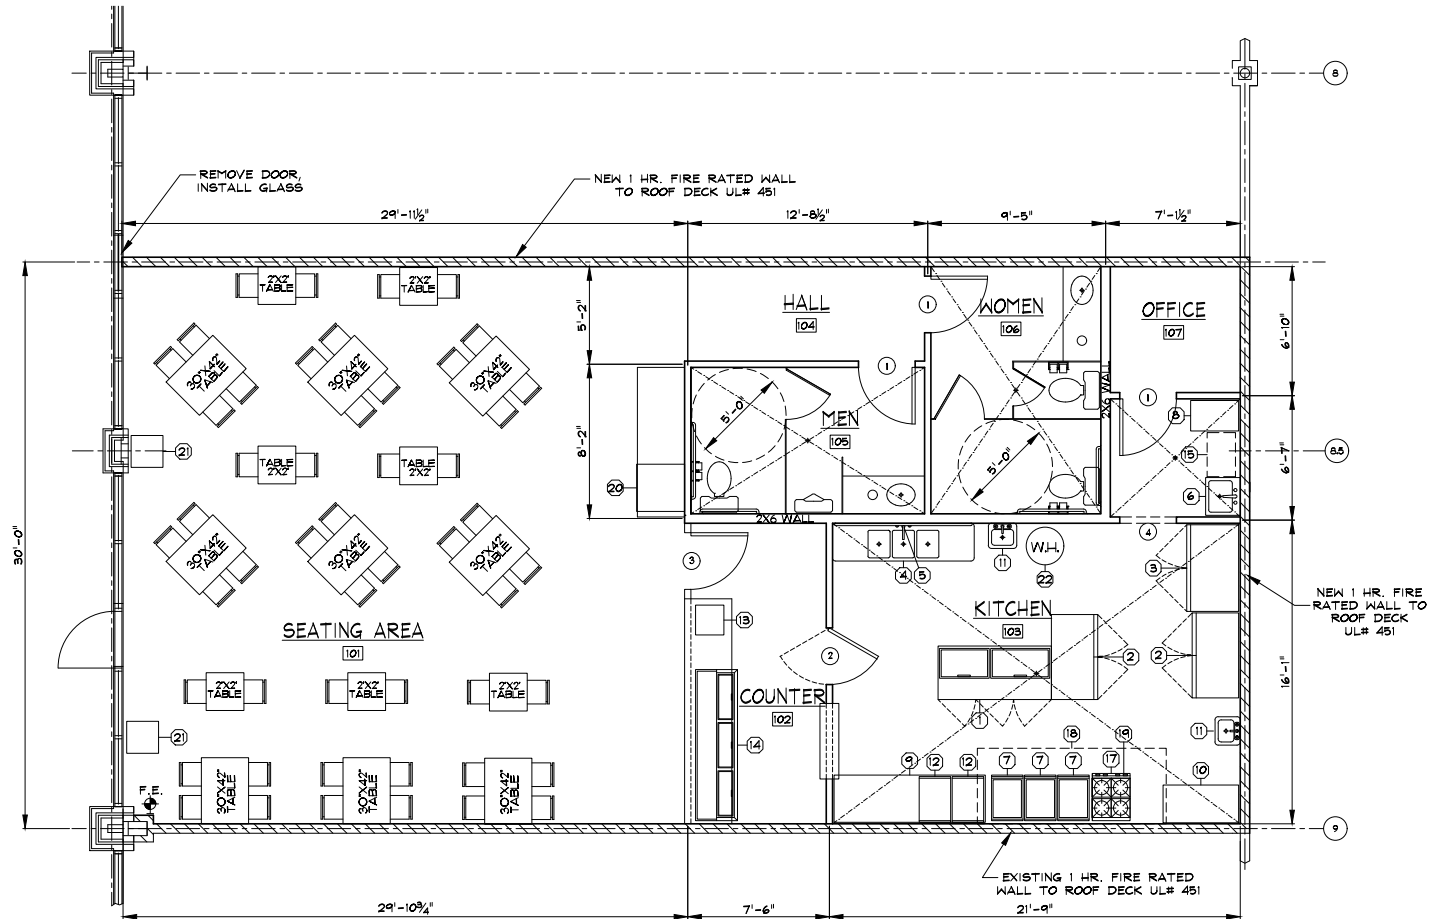 8
REMOVE DOOR,
INSTALL GLASS
NEW 1 HR. FIRE RATED WALL
TO ROOF DECK UL# 451
29'-11½"
12'-8½"
9'-5"
7'-1½"
2'X2'
TABLE
2'X2'
TABLE
5'-2"
HALL
104
1
WOMEN
106
OFFICE
107
6'-10"
30"X42"
TABLE
30"X42"
TABLE
30"X42"
TABLE
1
1
2X6 WALL
5'-0"
MEN
105
8
8'-2"
21
TABLE
2'X2'
TABLE
2'X2'
5'-0"
15
6'-7"
8.5
20
6
2X6 WALL
4
30'-0"
30"X42"
TABLE
30"X42"
TABLE
30"X42"
TABLE
3
4
5
11
W.H.
22
3
NEW 1 HR. FIRE
RATED WALL TO
ROOF DECK
UL# 451
KITCHEN
103
13
SEATING AREA
101
2
2
2
16'-1"
2'X2'
TABLE
2'X2'
TABLE
2'X2'
TABLE
COUNTER
102
1
21
14
18
19
11
9
12
12
7
7
7
17
10
30"X42"
TABLE
30"X42"
TABLE
30"X42"
TABLE
F.E.
9
EXISTING 1 HR. FIRE RATED
WALL TO ROOF DECK UL# 451
29'-10¾"
7'-6"
21'-9"